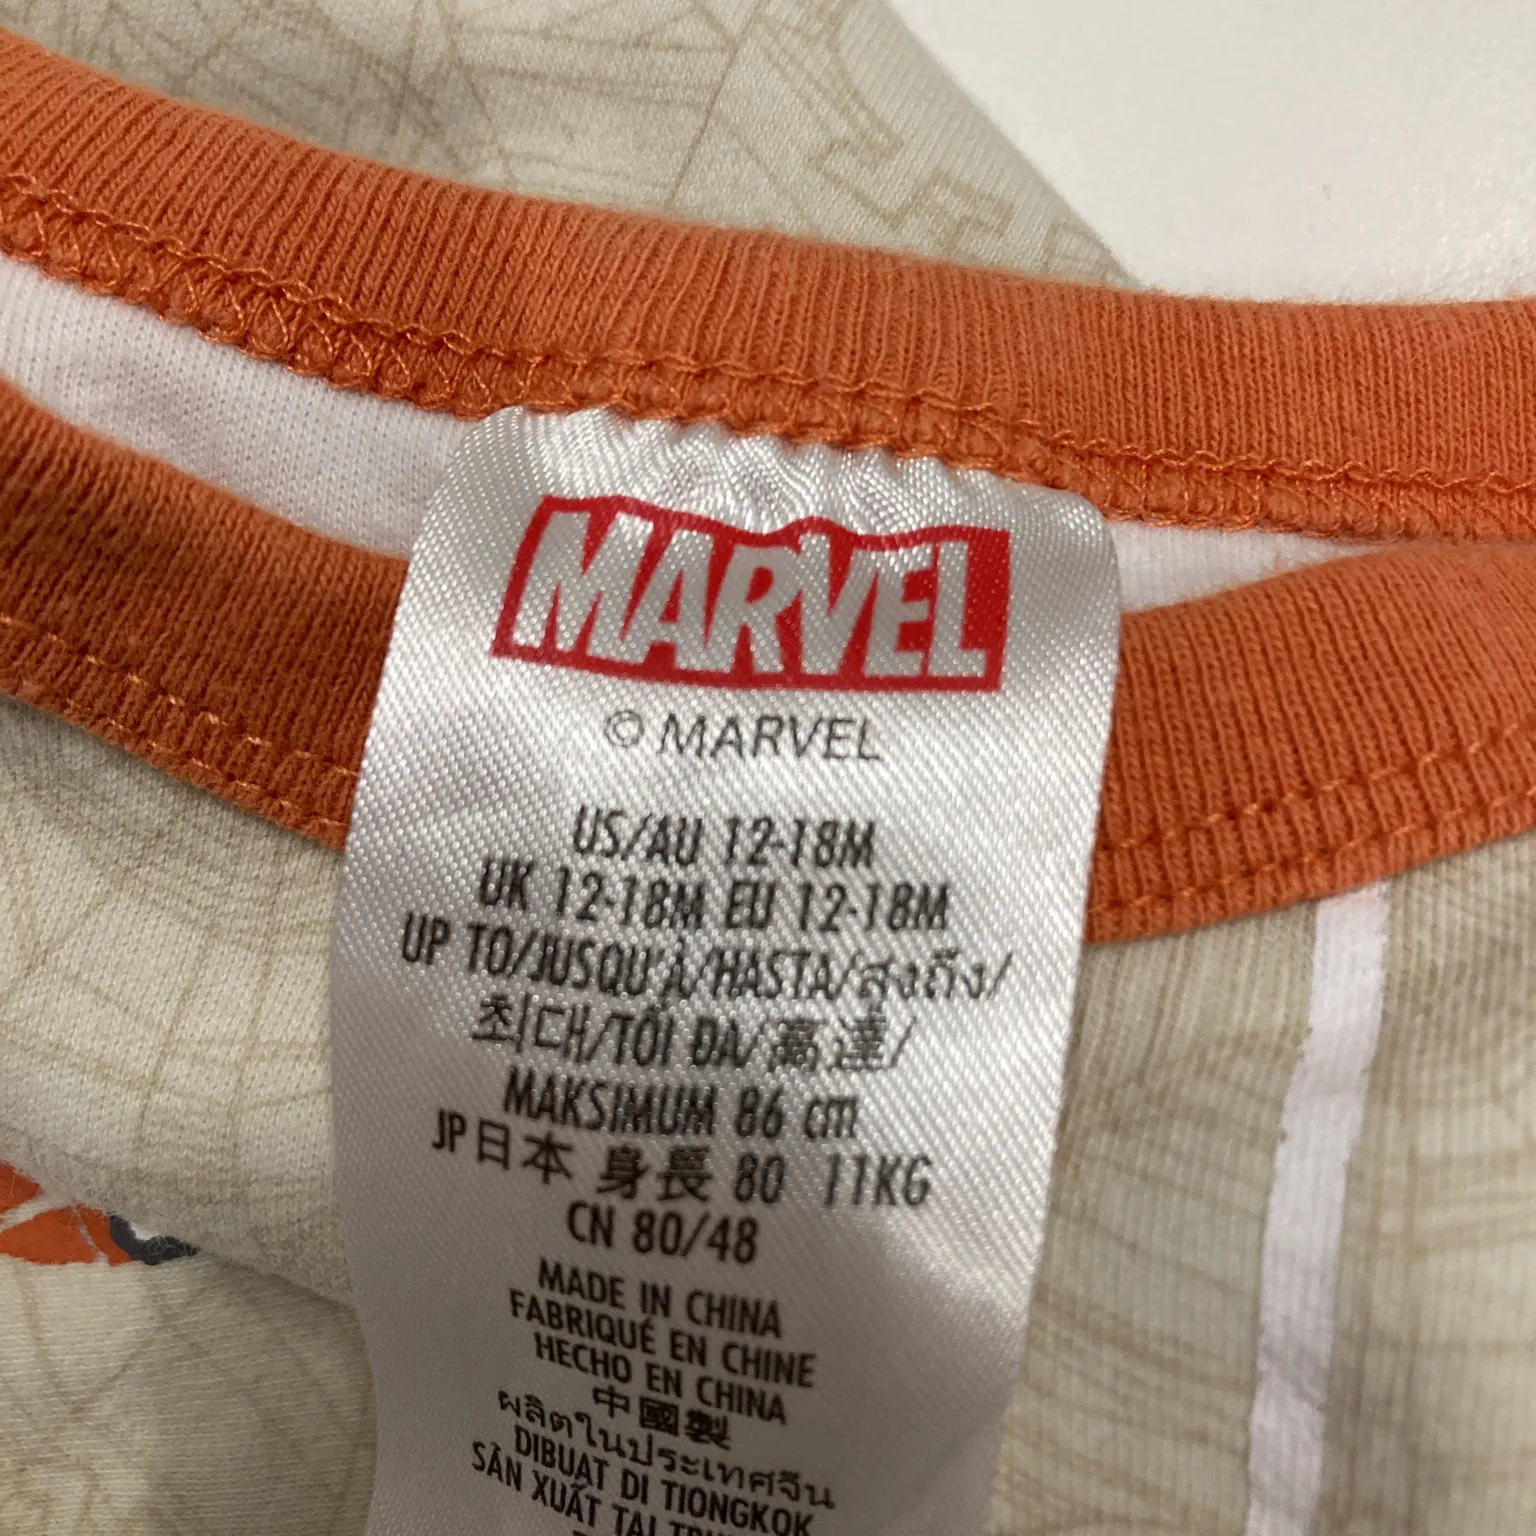 MARVEL
© MARVEL
US/AU 12-18M
UK 12-18M EU 12-18M
UP TO/JUSQU'À/HASTA/สูงถึง/
최대/TỐI ĐA/高達/
MAKSIMUM 86 cm
JP日本 身長 80 11KG
CN 80/48
MADE IN CHINA
FABRIQUÉ EN CHINE
HECHO EN CHINA
中國製
ผลิตในประเทศจีน
DIBUAT DI TIONGKOK
SẢN XUẤT TẠI